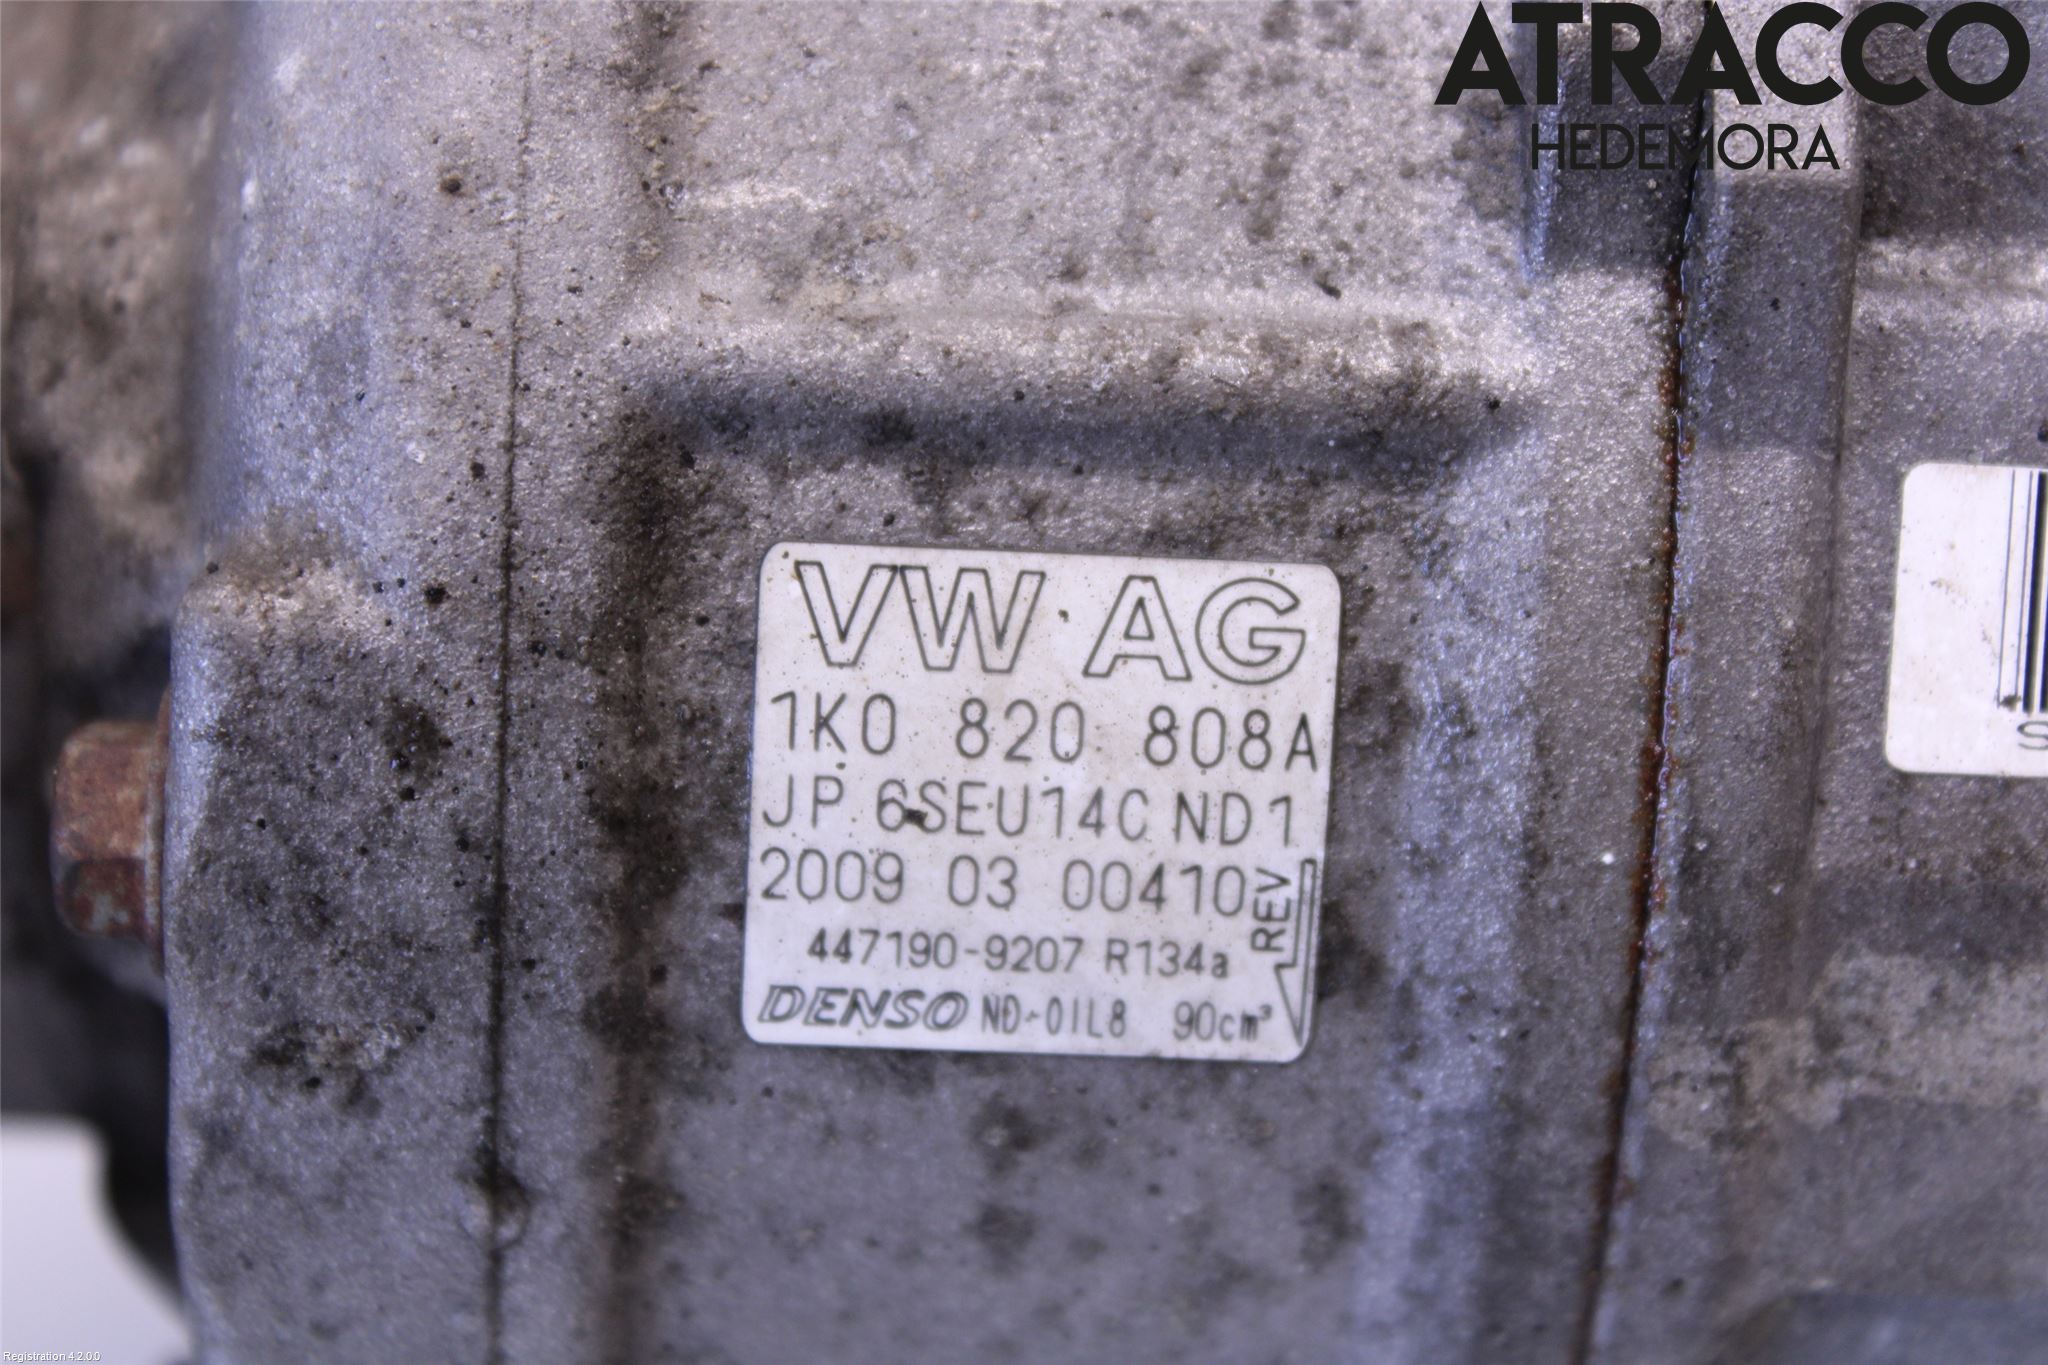 ATRACCO
HEDEMORA
VW AG
1K0 820 808A
JP 6SEU14C ND1
2009 03 00410
REV
447190-9207 R134a
DENSO ND-OIL8 90cm³
S
Registration 4.2.0.0